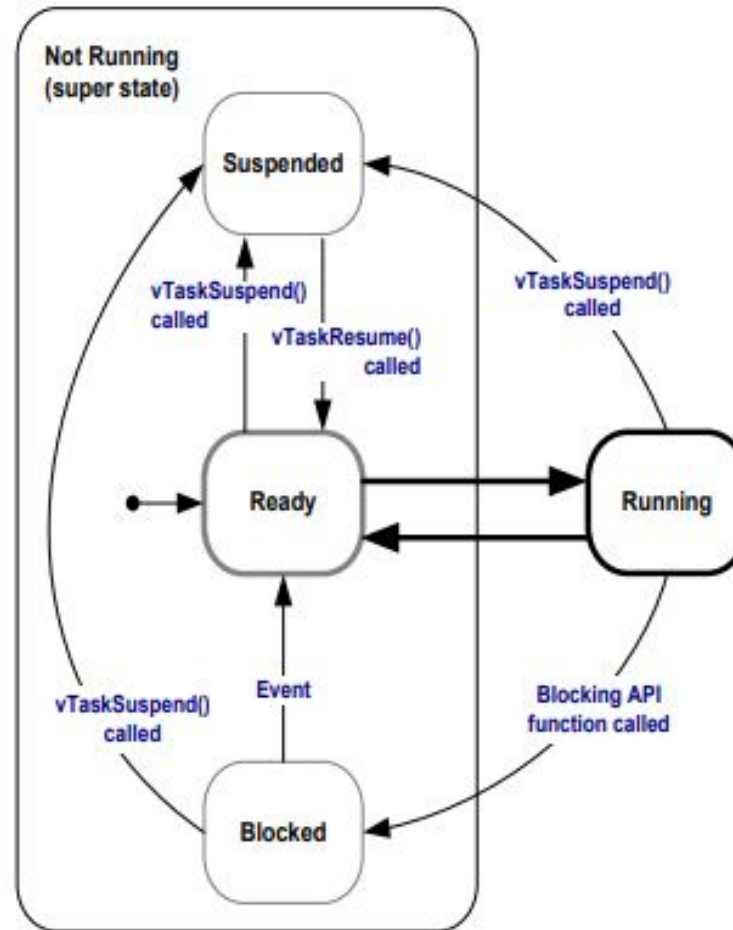 Not Running
(super state)
Suspended
vTaskSuspend()
called
vTaskResume()
called
vTaskSuspend()
called
Ready
Running
Event
vTaskSuspend()
called
Blocking API
function called
Blocked